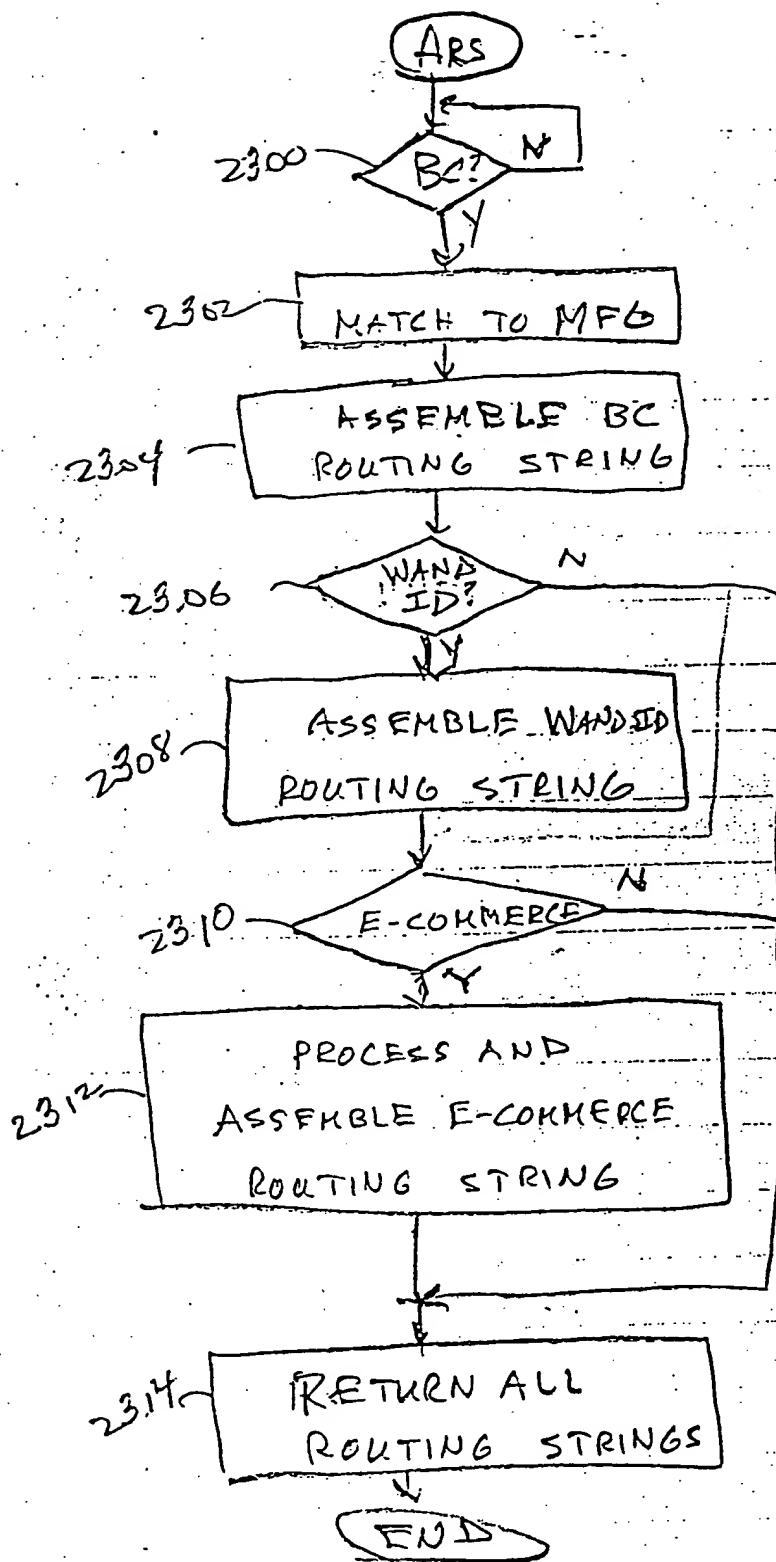 ARS
2300
BC?
N
Y
2302
MATCH TO MFG
2304
ASSEMBLE BC
ROUTING STRING
2306
WAND
ID?
N
Y
2308
ASSEMBLE WAND ID
ROUTING STRING
2310
E-COMMERCE
N
Y
2312
PROCESS AND
ASSEMBLE E-COMMERCE
ROUTING STRING
2314
RETURN ALL
ROUTING STRINGS
END